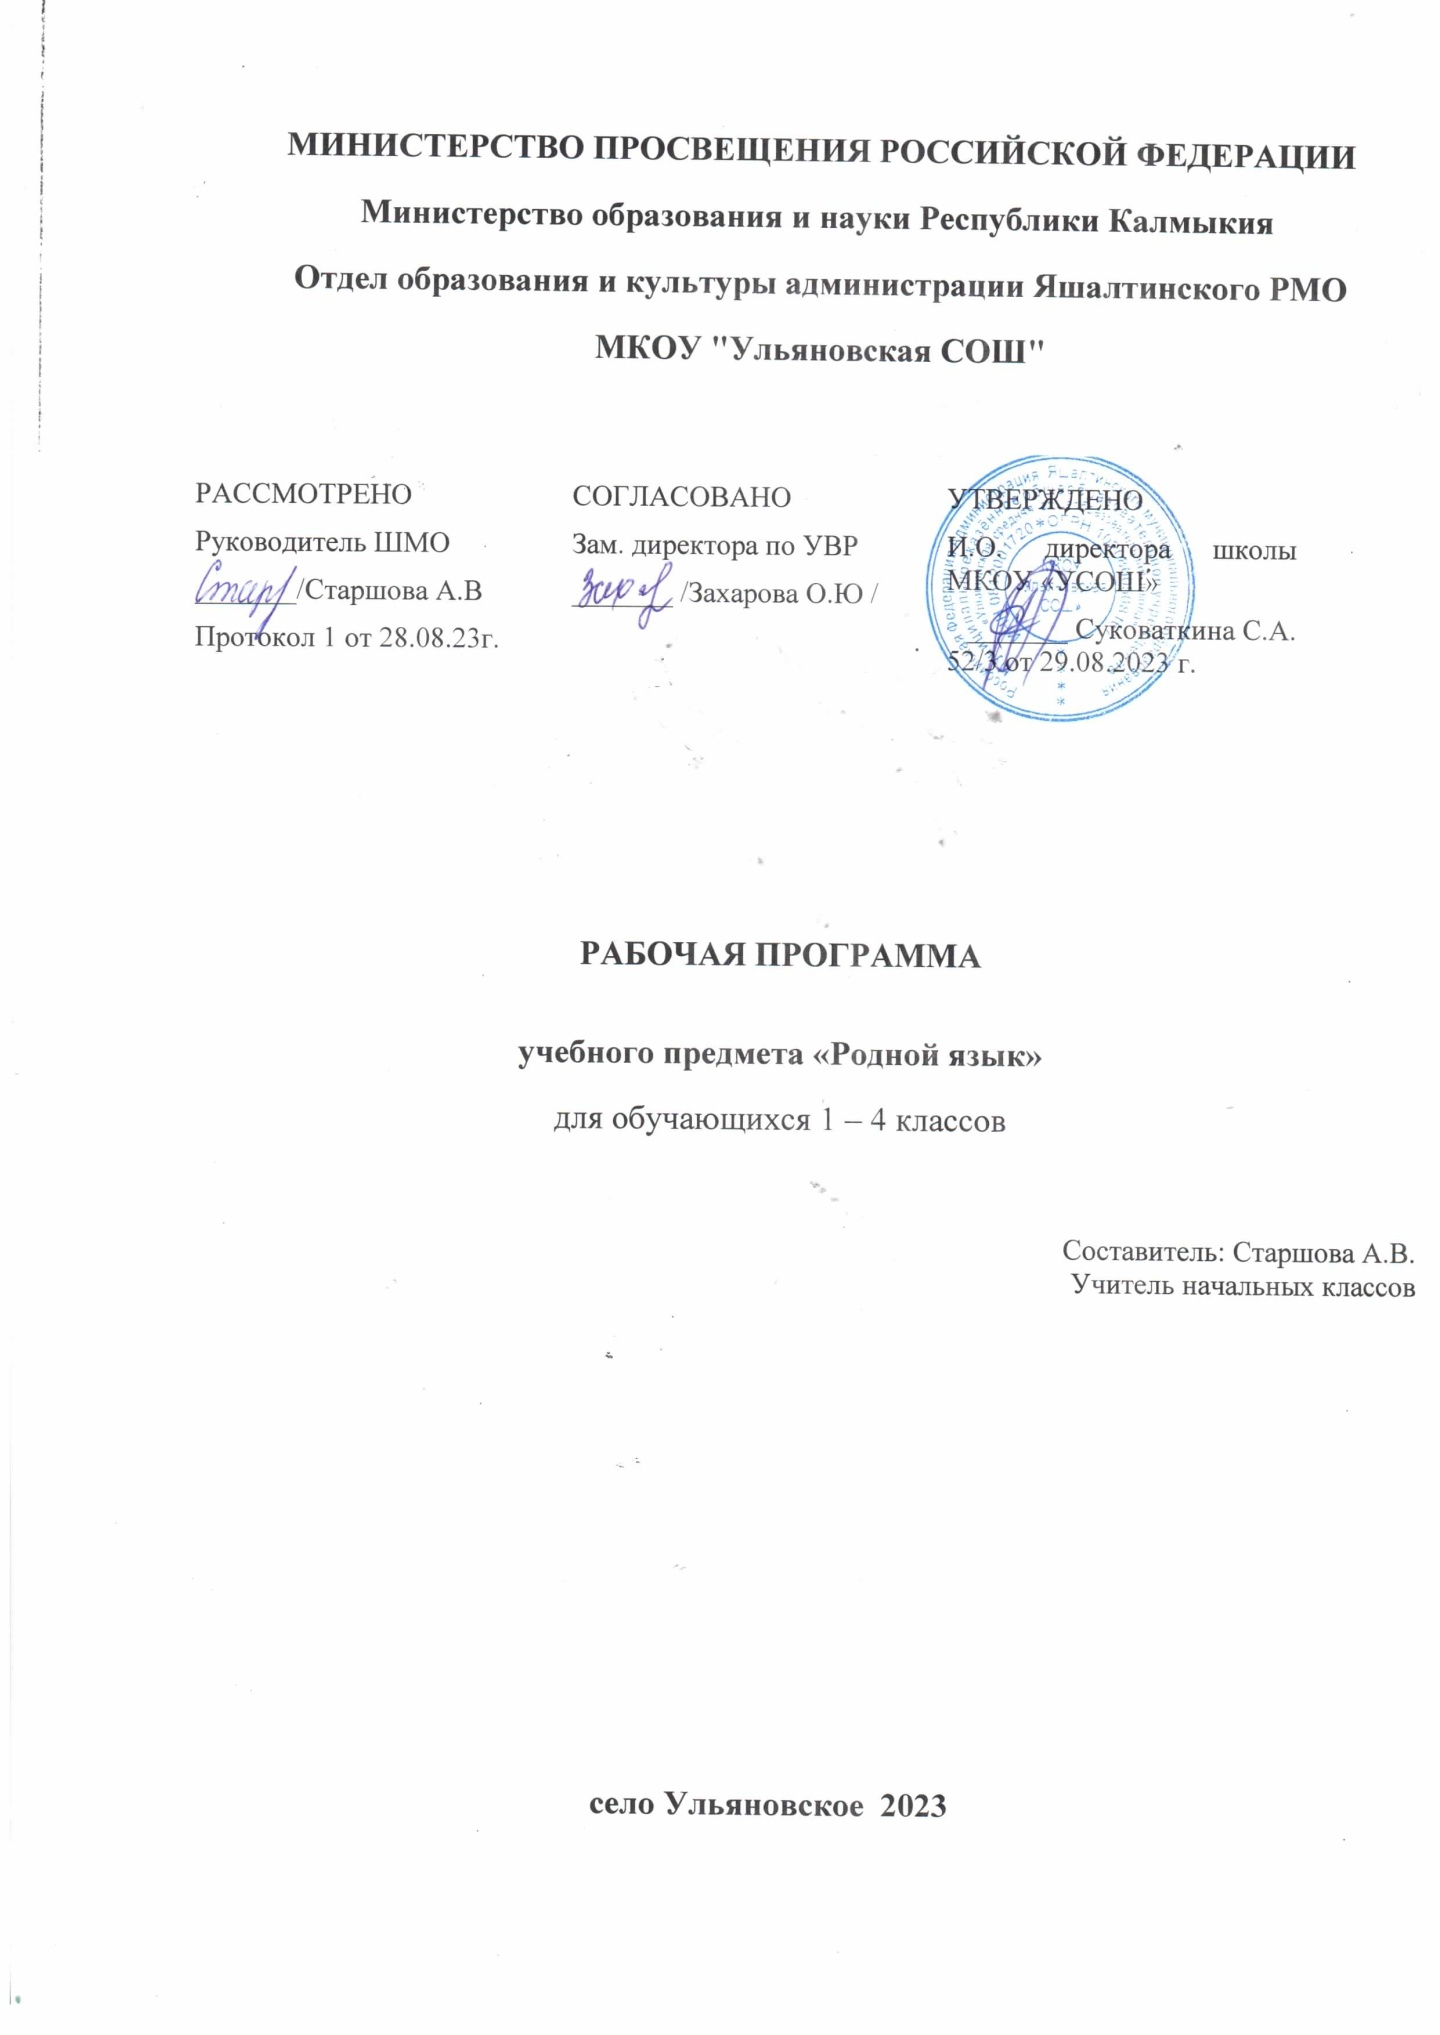 МИНИСТЕРСТВО ПРОСВЕЩЕНИЯ РОССИЙСКОЙ ФЕДЕРАЦИИ
Министерство образования и науки Республики Калмыкия
Отдел образования и культуры администрации Яшалтинского РМО
МКОУ "Ульяновская СОШ"
РАССМОТРЕНО
Руководитель ШМО
/Старшова А.В
Протокол 1 от 28.08.23г.
СОГЛАСОВАНО
Зам. директора по УВР
/Захарова О.Ю /
УТВЕРЖДЕНО
И.О. директора школы
МКОУ «УСОШ»
Суковаткина С.А.
52/3 от 29.08.2023 г.
РАБОЧАЯ ПРОГРАММА
учебного предмета «Родной язык»
для обучающихся 1 – 4 классов
Составитель: Старшова А.В.
Учитель начальных классов
село Ульяновское 2023